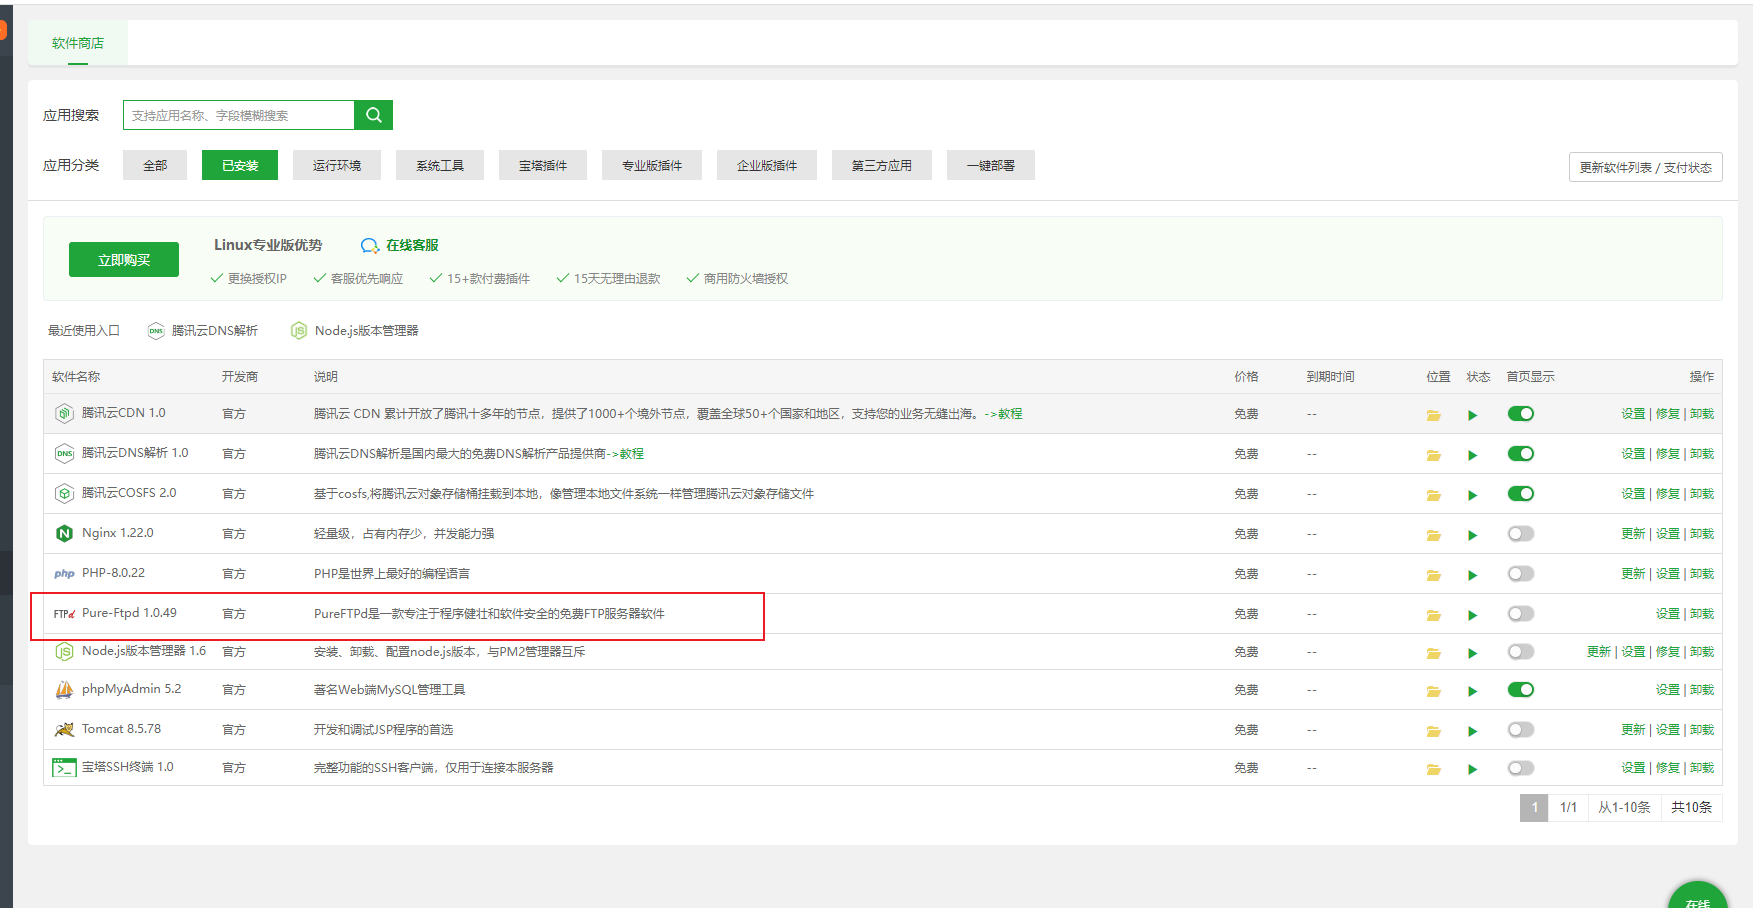 软件商店
应用搜索 支持应用名称、字段模糊搜索
应用分类 全部 已安装 运行环境 系统工具 宝塔插件 专业版插件 企业版插件 第三方应用 一键部署 更新软件列表 / 支付状态
立即购买 Linux专业版优势 在线客服
更换授权IP 客服优先响应 15+款付费插件 15天无理由退款 商用防火墙授权
最近使用入口 DNS 腾讯云DNS解析 JS Node.js版本管理器
软件名称 开发商 说明 价格 到期时间 位置 状态 首页显示 操作
腾讯云CDN 1.0 官方 腾讯云 CDN 累计开放了腾讯十多年的节点，提供了1000+个境外节点，覆盖全球50+个国家和地区，支持您的业务无缝出海。->教程 免费 -- 设置 | 修复 | 卸载
DNS 腾讯云DNS解析 1.0 官方 腾讯云DNS解析是国内最大的免费DNS解析产品提供商->教程 免费 -- 设置 | 修复 | 卸载
腾讯云COSFS 2.0 官方 基于cosfs,将腾讯云对象存储桶挂载到本地，像管理本地文件系统一样管理腾讯云对象存储文件 免费 -- 设置 | 修复 | 卸载
N Nginx 1.22.0 官方 轻量级，占有内存少，并发能力强 免费 -- 更新 | 设置 | 卸载
php PHP-8.0.22 官方 PHP是世界上最好的编程语言 免费 -- 更新 | 设置 | 卸载
FTPd Pure-Ftpd 1.0.49 官方 PureFTPd是一款专注于程序健壮和软件安全的免费FTP服务器软件 免费 -- 设置 | 卸载
JS Node.js版本管理器 1.6 官方 安装、卸载、配置node.js版本，与PM2管理器互斥 免费 -- 更新 | 设置 | 修复 | 卸载
phpMyAdmin 5.2 官方 著名Web端MySQL管理工具 免费 -- 设置 | 卸载
Tomcat 8.5.78 官方 开发和调试JSP程序的首选 免费 -- 更新 | 设置 | 卸载
宝塔SSH终端 1.0 官方 完整功能的SSH客户端，仅用于连接本服务器 免费 -- 设置 | 修复 | 卸载
1 1/1 从1-10条 共10条
在线